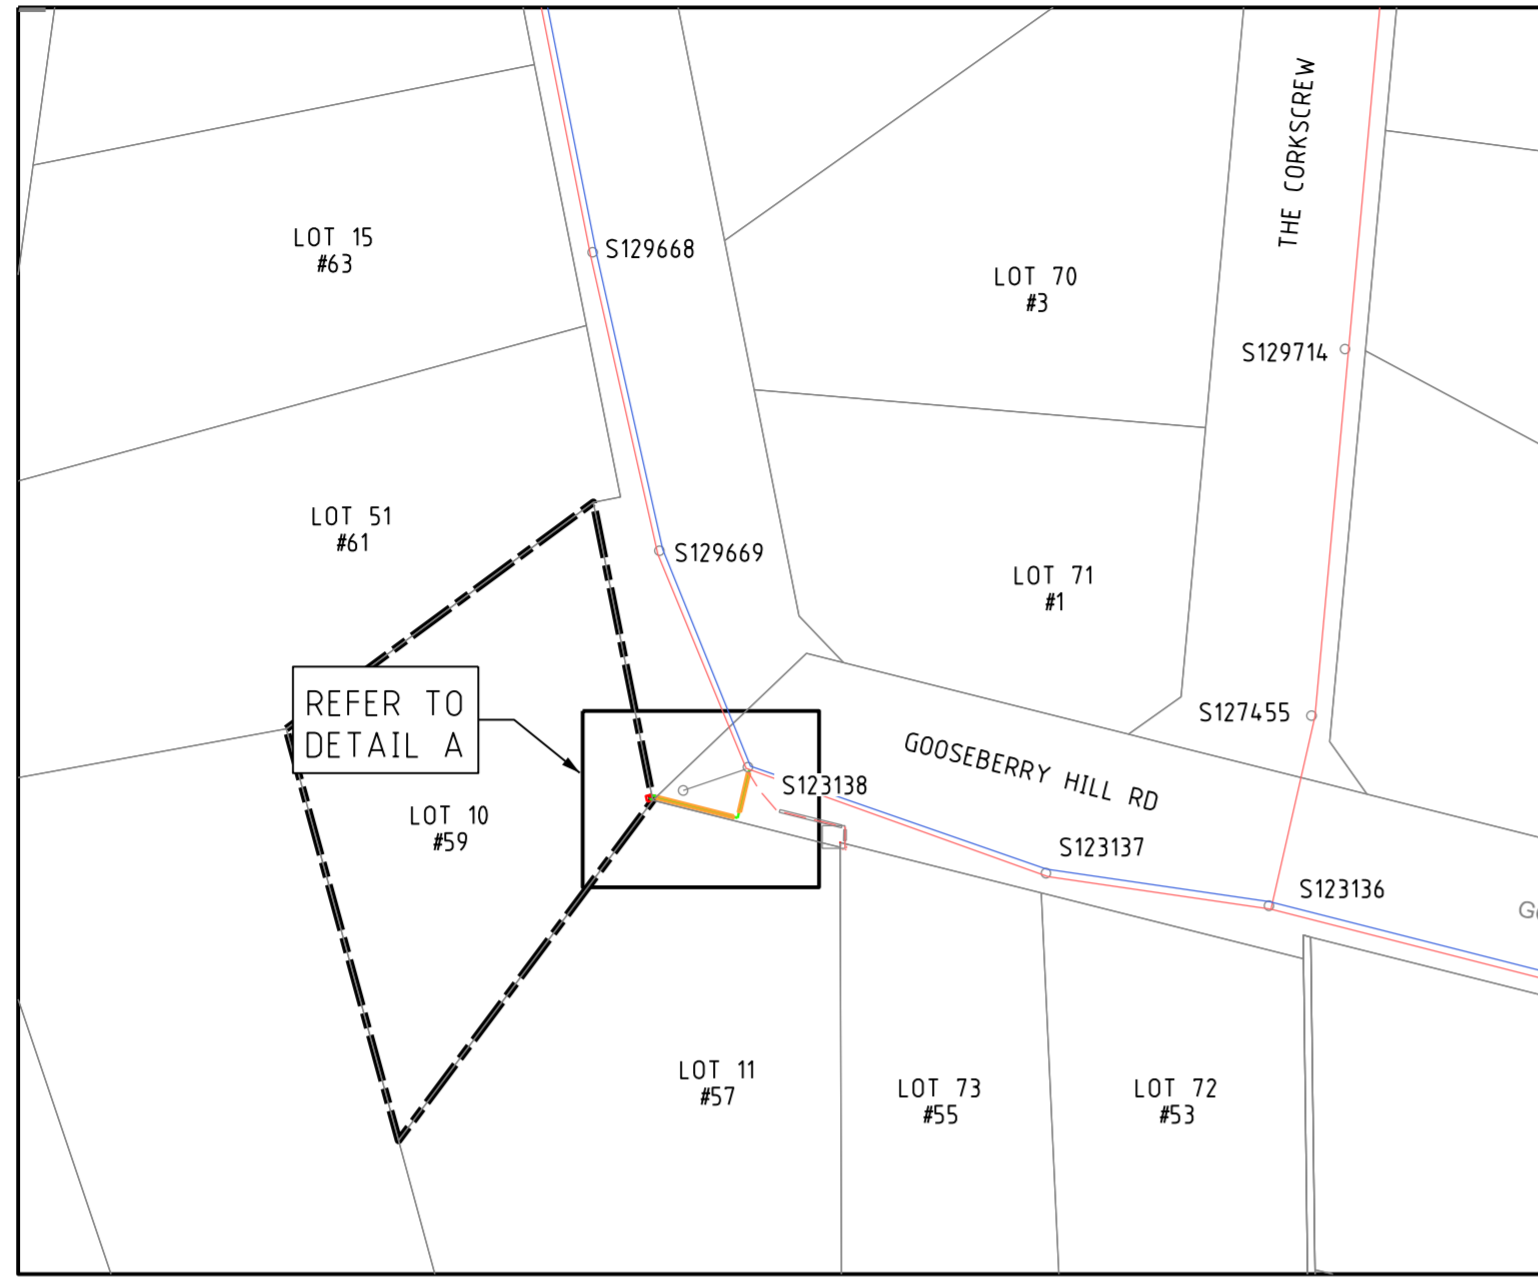 THE CORKSCREW
LOT 15
#63
S129668
LOT 70
#3
S129714
LOT 51
#61
S129669
LOT 71
#1
REFER TO
DETAIL A
S127455
GOOSEBERRY HILL RD
S123138
LOT 10
#59
S123137
S123136
LOT 11
#57
LOT 73
#55
LOT 72
#53